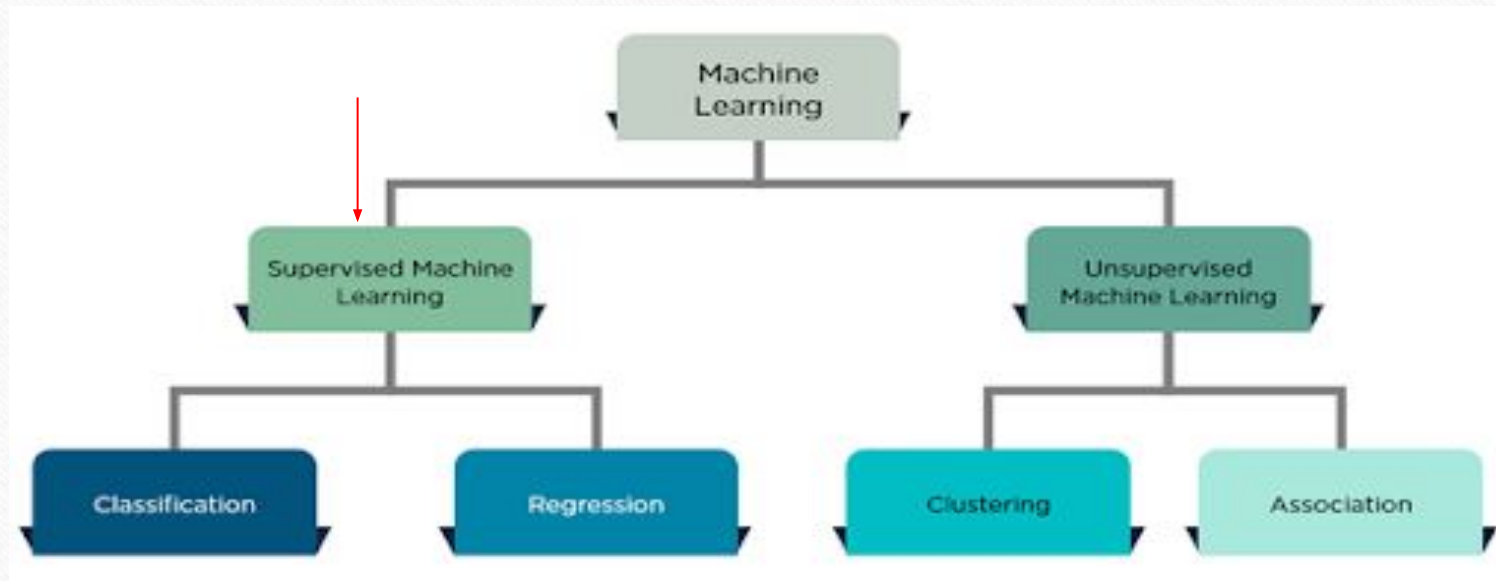 Machine
Learning
Supervised Machine
Learning
Unsupervised
Machine Learning
Classification
Regression
Clustering
Association